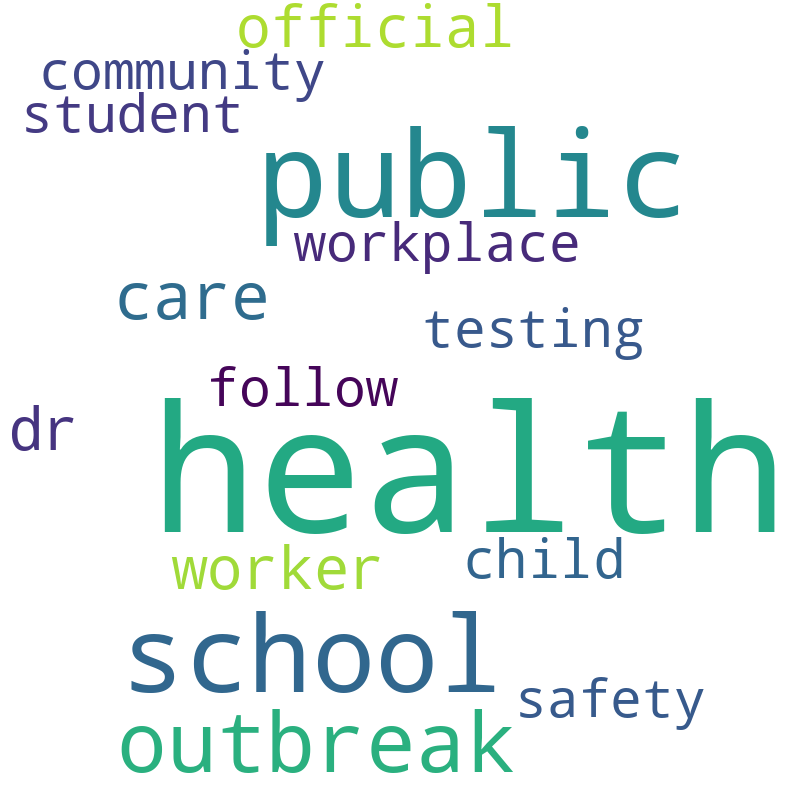 official
community
student
public
workplace
care
testing
follow
dr
health
worker
child
school
safety
outbreak